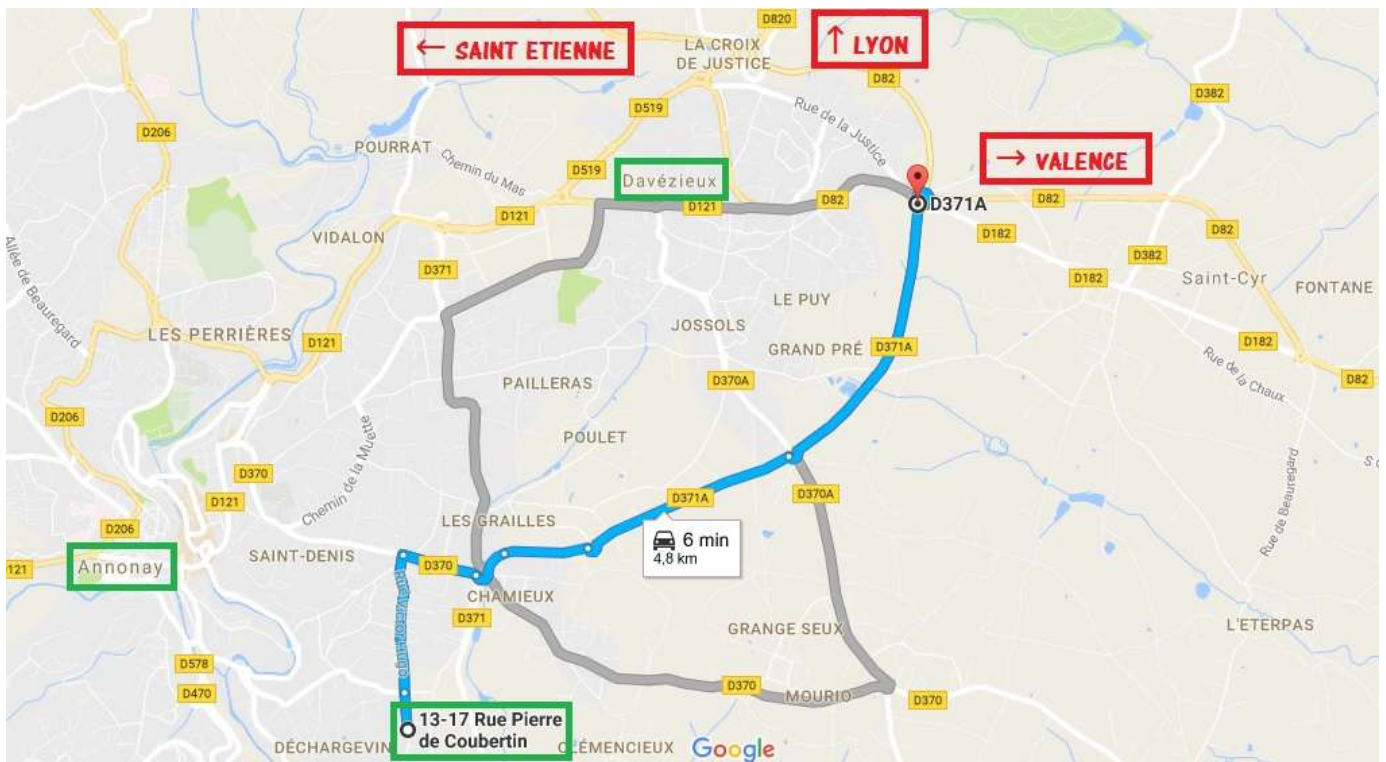 D820
← SAINT ETIENNE
LA CROIX
DE JUSTICE
↑ LYON
D82
D382
D519
Rue de la Justice
D206
POURRAT
Chemin du Mas
D519
Davézieux
→ VALENCE
D121
D121
D82
D371A
D82
D82
D182
VIDALON
D382
Allée de Beauregard
D371
D182
Saint-Cyr
FONTANE
LE PUY
LES PERRIÈRES
D121
JOSSOLS
GRAND PRÉ
D371A
D182
Rue de la Chaux
D82
PAILLERAS
D370A
D206
Chemin de la Muette
POULET
D370
D121
D371A
D370A
Rue de Beauregard
D206
LES GRAILLES
6 min
4,8 km
SAINT-DENIS
D370
Annonay
D121
CHAMIEUX
D371
Rue Victor Hugo
GRANGE SEUX
L'ETERPAS
D578
D470
D370
MOURIO
D370
13-17 Rue Pierre
de Coubertin
DÉCHARGEVIN
CLÉMENCIEUX
Google